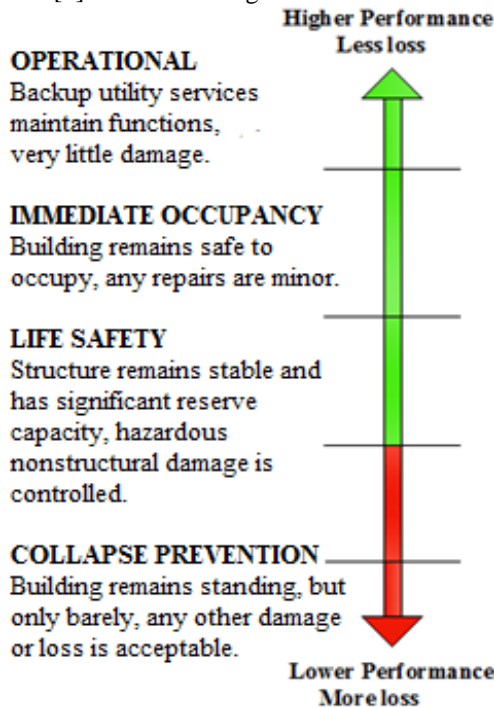 Higher Performance
Less loss
OPERATIONAL
Backup utility services
maintain functions,
very little damage.
IMMEDIATE OCCUPANCY
Building remains safe to
occupy, any repairs are minor.
LIFE SAFETY
Structure remains stable and
has significant reserve
capacity, hazardous
nonstructural damage is
controlled.
COLLAPSE PREVENTION
Building remains standing, but
only barely, any other damage
or loss is acceptable.
Lower Performance
More loss